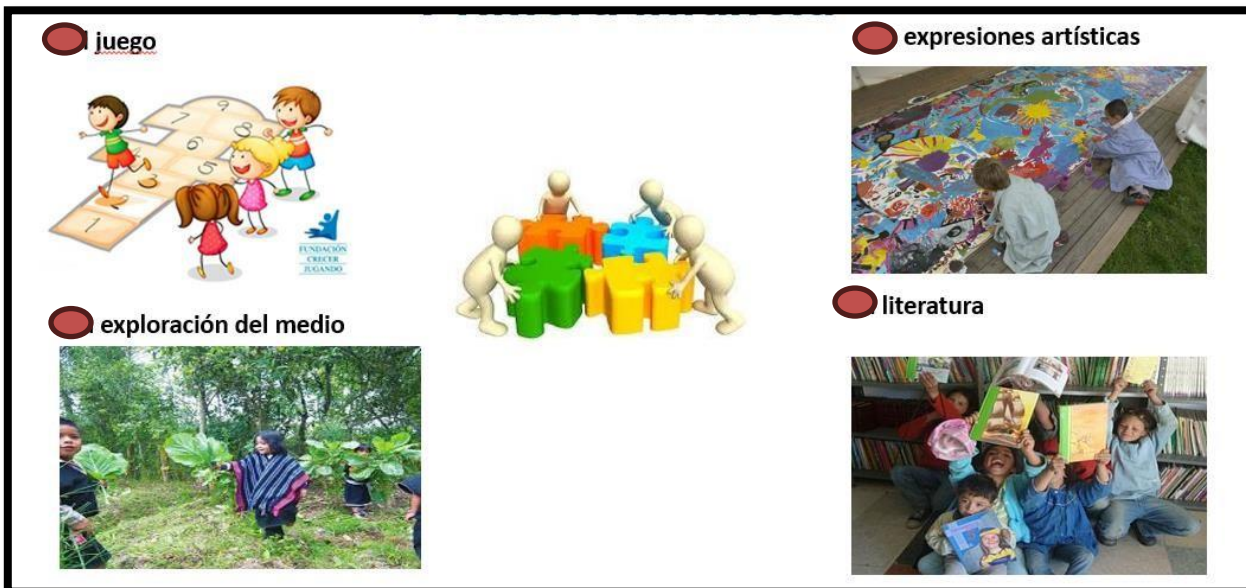 juego
expresiones artísticas
FUNDACIÓN
CRECER
JUGANDO
exploración del medio
literatura